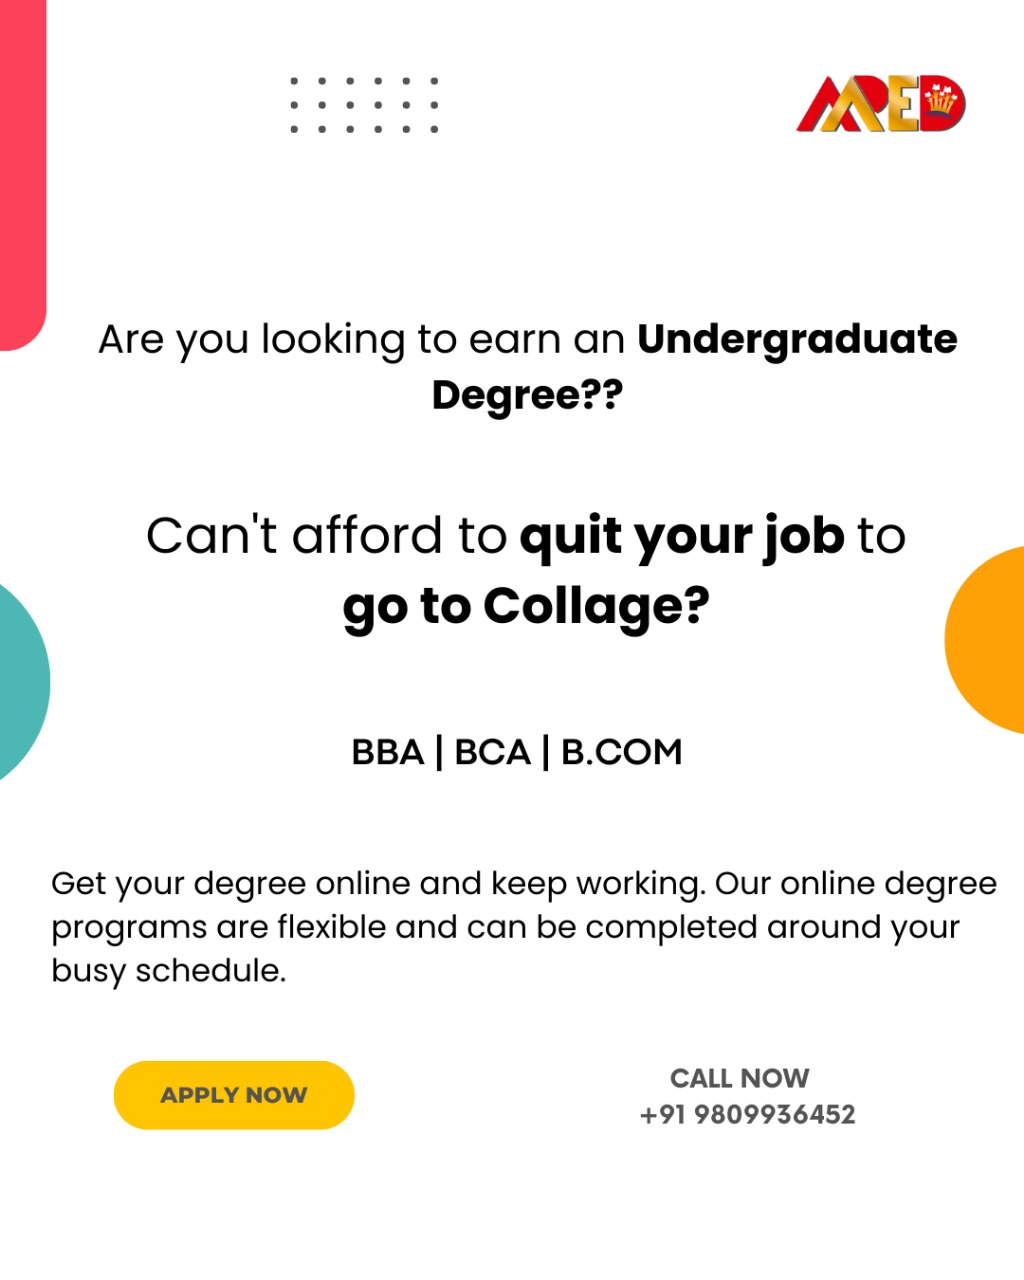 MPED
Are you looking to earn an Undergraduate
Degree??
Can't afford to quit your job to
go to Collage?
BBA | BCA | B.COM
Get your degree online and keep working. Our online degree
programs are flexible and can be completed around your
busy schedule.
APPLY NOW
CALL NOW
+91 9809936452